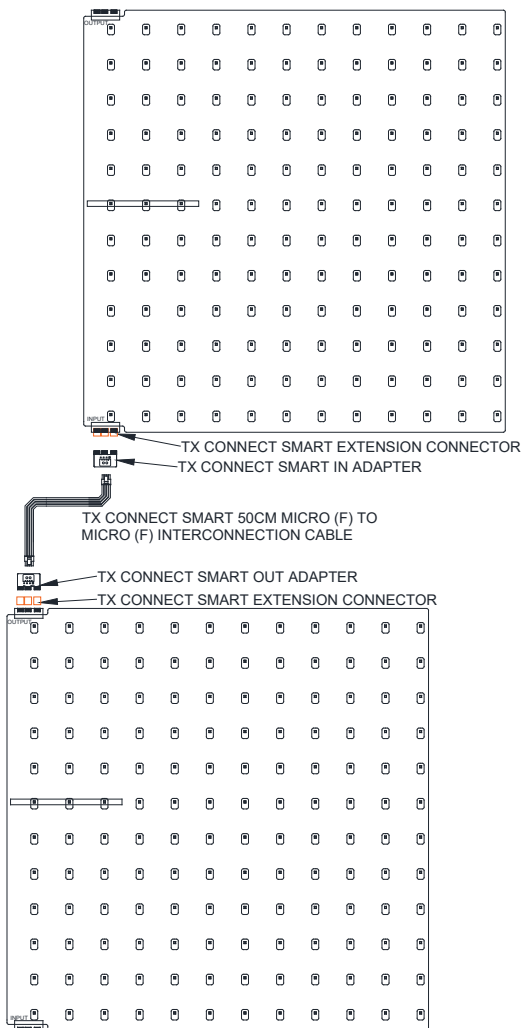 OUTPUT
INPUT
TX CONNECT SMART EXTENSION CONNECTOR
TX CONNECT SMART IN ADAPTER
TX CONNECT SMART 50CM MICRO (F) TO
MICRO (F) INTERCONNECTION CABLE
TX CONNECT SMART OUT ADAPTER
TX CONNECT SMART EXTENSION CONNECTOR
OUTPUT
INPUT